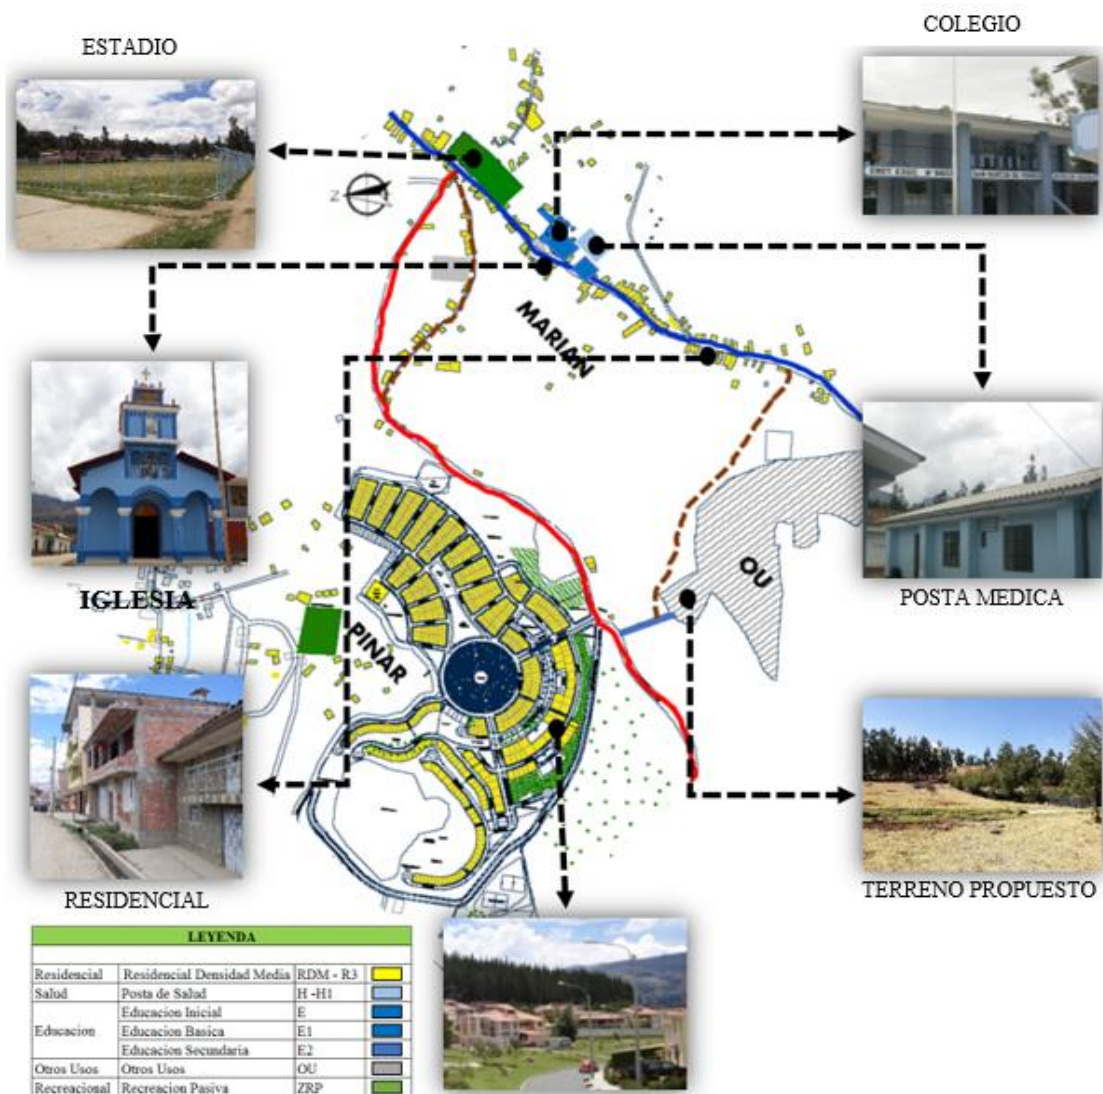 ESTADIO
COLEGIO
Z
MARIAN
OU
IGLESIA
PINAR
POSTA MEDICA
RESIDENCIAL
TERRENO PROPUESTO
LEYENDA
Residencial Residencial Densidad Media RDM - R3
Salud Posta de Salud H -H1
Educacion Educacion Inicial E
Educacion Basica E1
Educacion Secundaria E2
Otros Usos Otros Usos OU
Recreacional Recreacion Pasiva ZRP